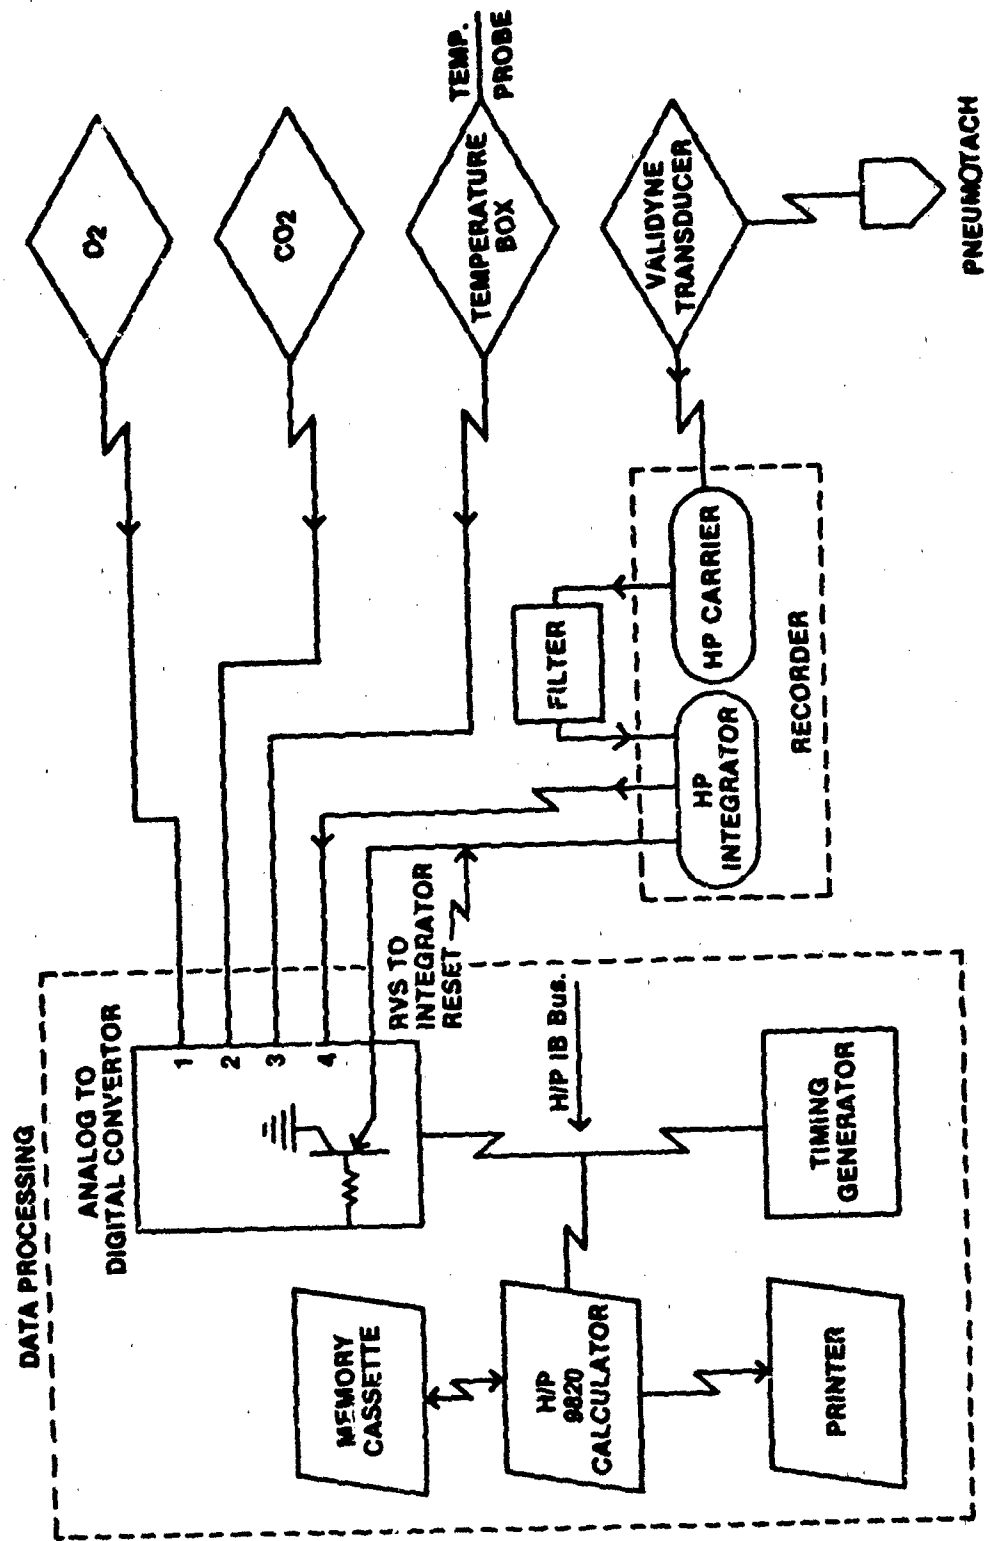 DATA PROCESSING
ANALOG TO
DIGITAL CONVERTOR
1
2
3
4
MEMORY
CASSETTE
H/P
9820
CALCULATOR
PRINTER
TIMING
GENERATOR
H/P IB Bus.
RVS TO
INTEGRATOR
RESET
HP
INTEGRATOR
HP CARRIER
FILTER
RECORDER
O2
CO2
TEMPERATURE
BOX
TEMP.
PROBE
VALIDYNE
TRANSDUCER
PNEUMOTACH